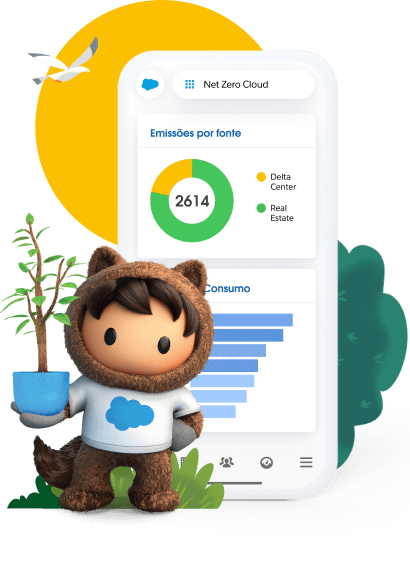 Net Zero Cloud
Emissões por fonte
2614
Delta
Center
Real
Estate
Consumo